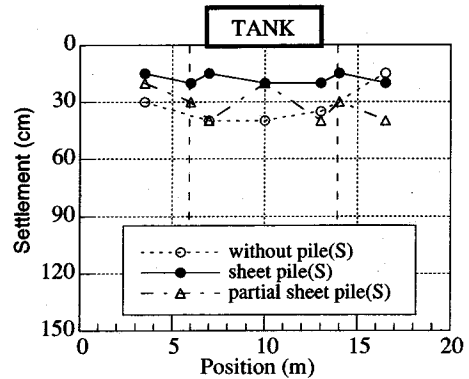 TANK
0
30
60
90
120
150
Settlement (cm)
without pile(S)
sheet pile(S)
partial sheet pile(S)
0 5 10 15 20
Position (m)